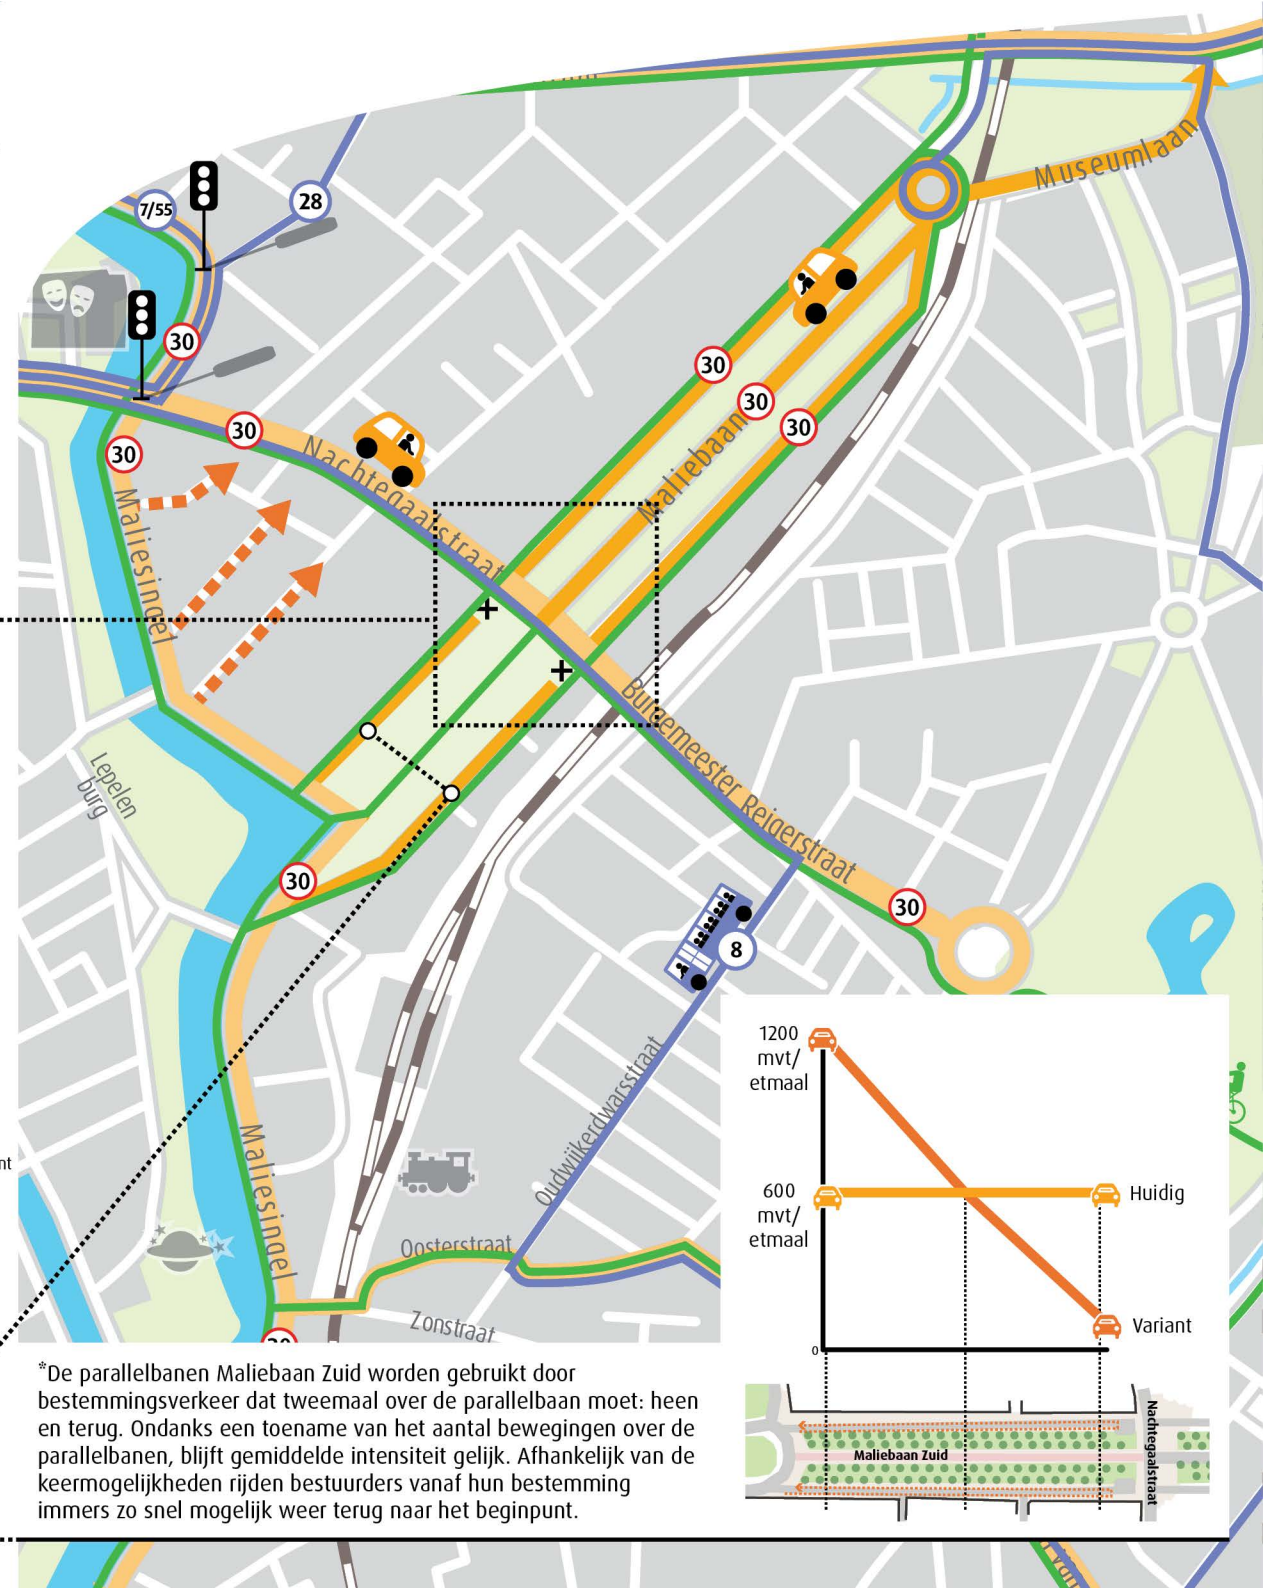 Museumlaan
7/55
28
30
30
30
30
30
30
Nachtegaalstraat
Maliebaan
Maliesingel
Burgemeester Reigerstraat
Lepelen
burg
30
30
8
Oudwijkerdwarsstraat
Maliesingel
Oosterstraat
Zonstraat
nt
1200
mvt/
etmaal
600
mvt/
etmaal
0
Huidig
Variant
Maliebaan Zuid
Nachtegaalstraat
*De parallelbanen Maliebaan Zuid worden gebruikt door
bestemmingsverkeer dat tweemaal over de parallelbaan moet: heen
en terug. Ondanks een toename van het aantal bewegingen over de
parallelbanen, blijft gemiddelde intensiteit gelijk. Afhankelijk van de
keermogelijkheden rijden bestuurders vanaf hun bestemming
immers zo snel mogelijk weer terug naar het beginpunt.